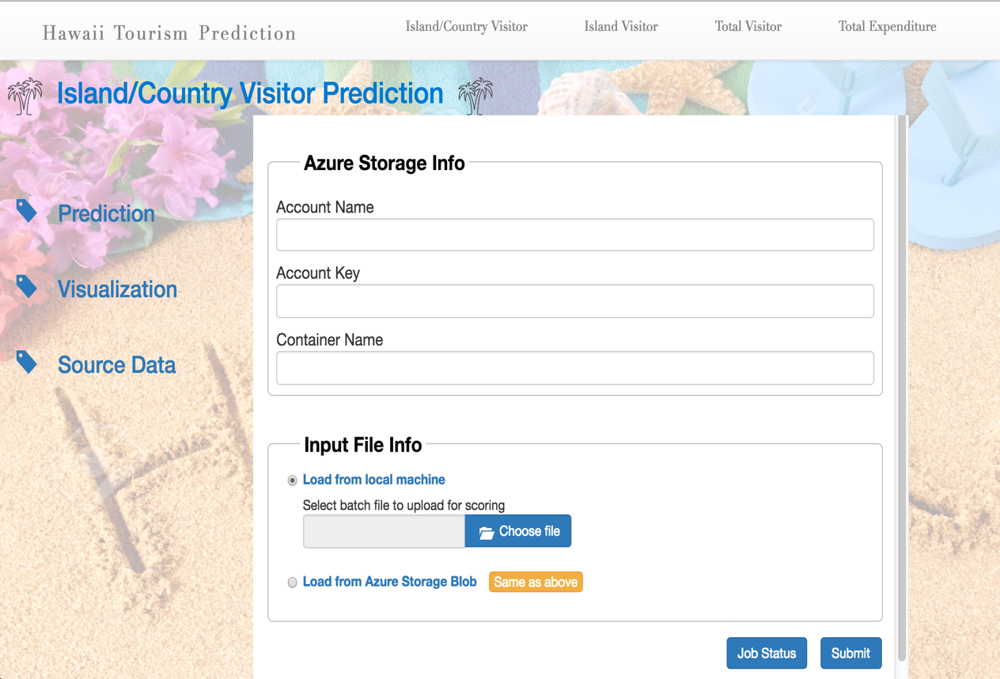 Hawaii Tourism Prediction
Island/Country Visitor
Island Visitor
Total Visitor
Total Expenditure
Island/Country Visitor Prediction
Prediction
Visualization
Source Data
Azure Storage Info
Account Name
Account Key
Container Name
Input File Info
Load from local machine
Select batch file to upload for scoring
Choose file
Load from Azure Storage Blob Same as above
Job Status Submit